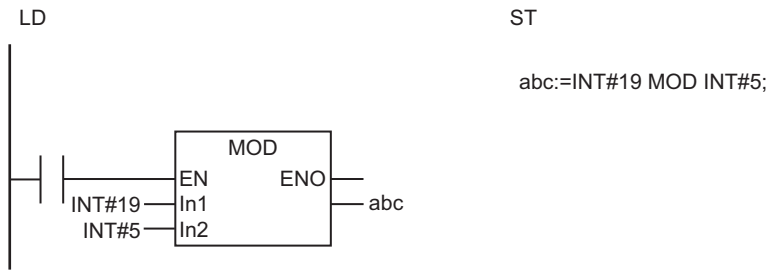 LD
ST
abc:=INT#19 MOD INT#5;
MOD
EN ENO
INT#19 In1 abc
INT#5 In2